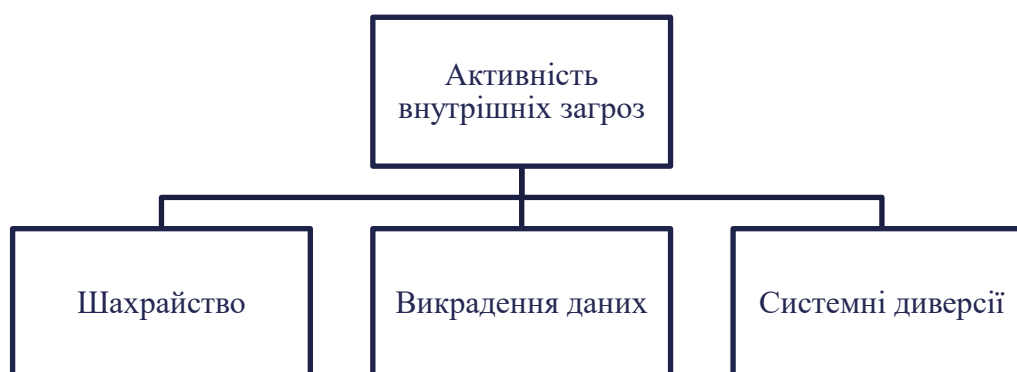 Активність
внутрішніх загроз
Шахрайство
Викрадення даних
Системні диверсії